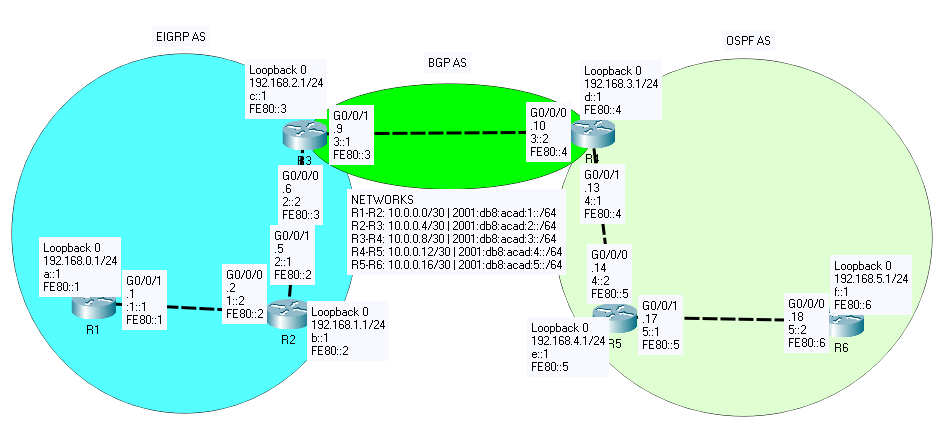 EIGRP AS
BGP AS
OSPF AS
Loopback 0
192.168.2.1/24
c::1
FE80::3
R3
G0/0/1
.9
3::1
FE80::3
G0/0/0
.10
3::2
FE80::4
Loopback 0
192.168.3.1/24
d::1
FE80::4
R4
G0/0/0
.6
2::2
FE80::3
G0/0/1
.13
4::1
FE80::4
NETWORKS
R1-R2: 10.0.0.0/30 | 2001:db8:acad:1::/64
R2-R3: 10.0.0.4/30 | 2001:db8:acad:2::/64
R3-R4: 10.0.0.8/30 | 2001:db8:acad:3::/64
R4-R5: 10.0.0.12/30 | 2001:db8:acad:4::/64
R5-R6: 10.0.0.16/30 | 2001:db8:acad:5::/64
G0/0/1
.5
2::1
FE80::2
Loopback 0
192.168.0.1/24
a::1
FE80::1
R1
G0/0/1
.1
:1::1
FE80::1
G0/0/0
.2
1::2
FE80::2
R2
Loopback 0
192.168.1.1/24
b::1
FE80::2
G0/0/0
.14
4::2
FE80::5
Loopback 0
192.168.4.1/24
e::1
FE80::5
R5
G0/0/1
.17
5::1
FE80::5
G0/0/0
.18
5::2
FE80::6
Loopback 0
192.168.5.1/24
f::1
FE80::6
R6